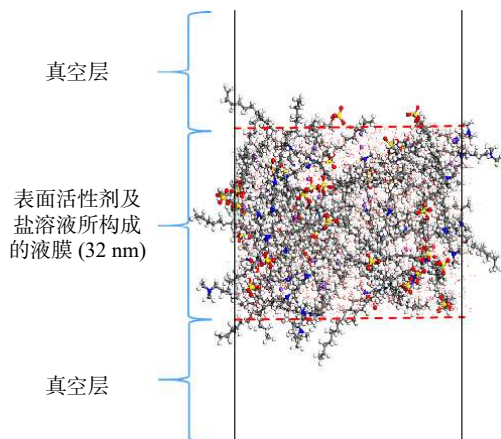 真空层
表面活性剂及
盐溶液所构成
的液膜 (32 nm)
真空层